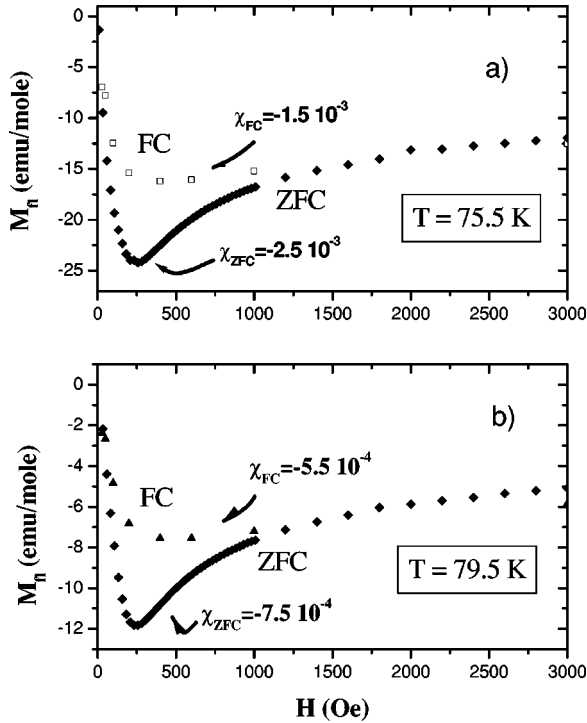 0
-5
-10
-15
-20
-25
M_fl (emu/mole)
a)
χ_FC=-1.5 10^-3
FC
ZFC
T = 75.5 K
χ_ZFC=-2.5 10^-3
0 500 1000 1500 2000 2500 3000
0
-2
-4
-6
-8
-10
-12
M_fl (emu/mole)
b)
χ_FC=-5.5 10^-4
FC
ZFC
T = 79.5 K
χ_ZFC=-7.5 10^-4
0 500 1000 1500 2000 2500 3000
H (Oe)